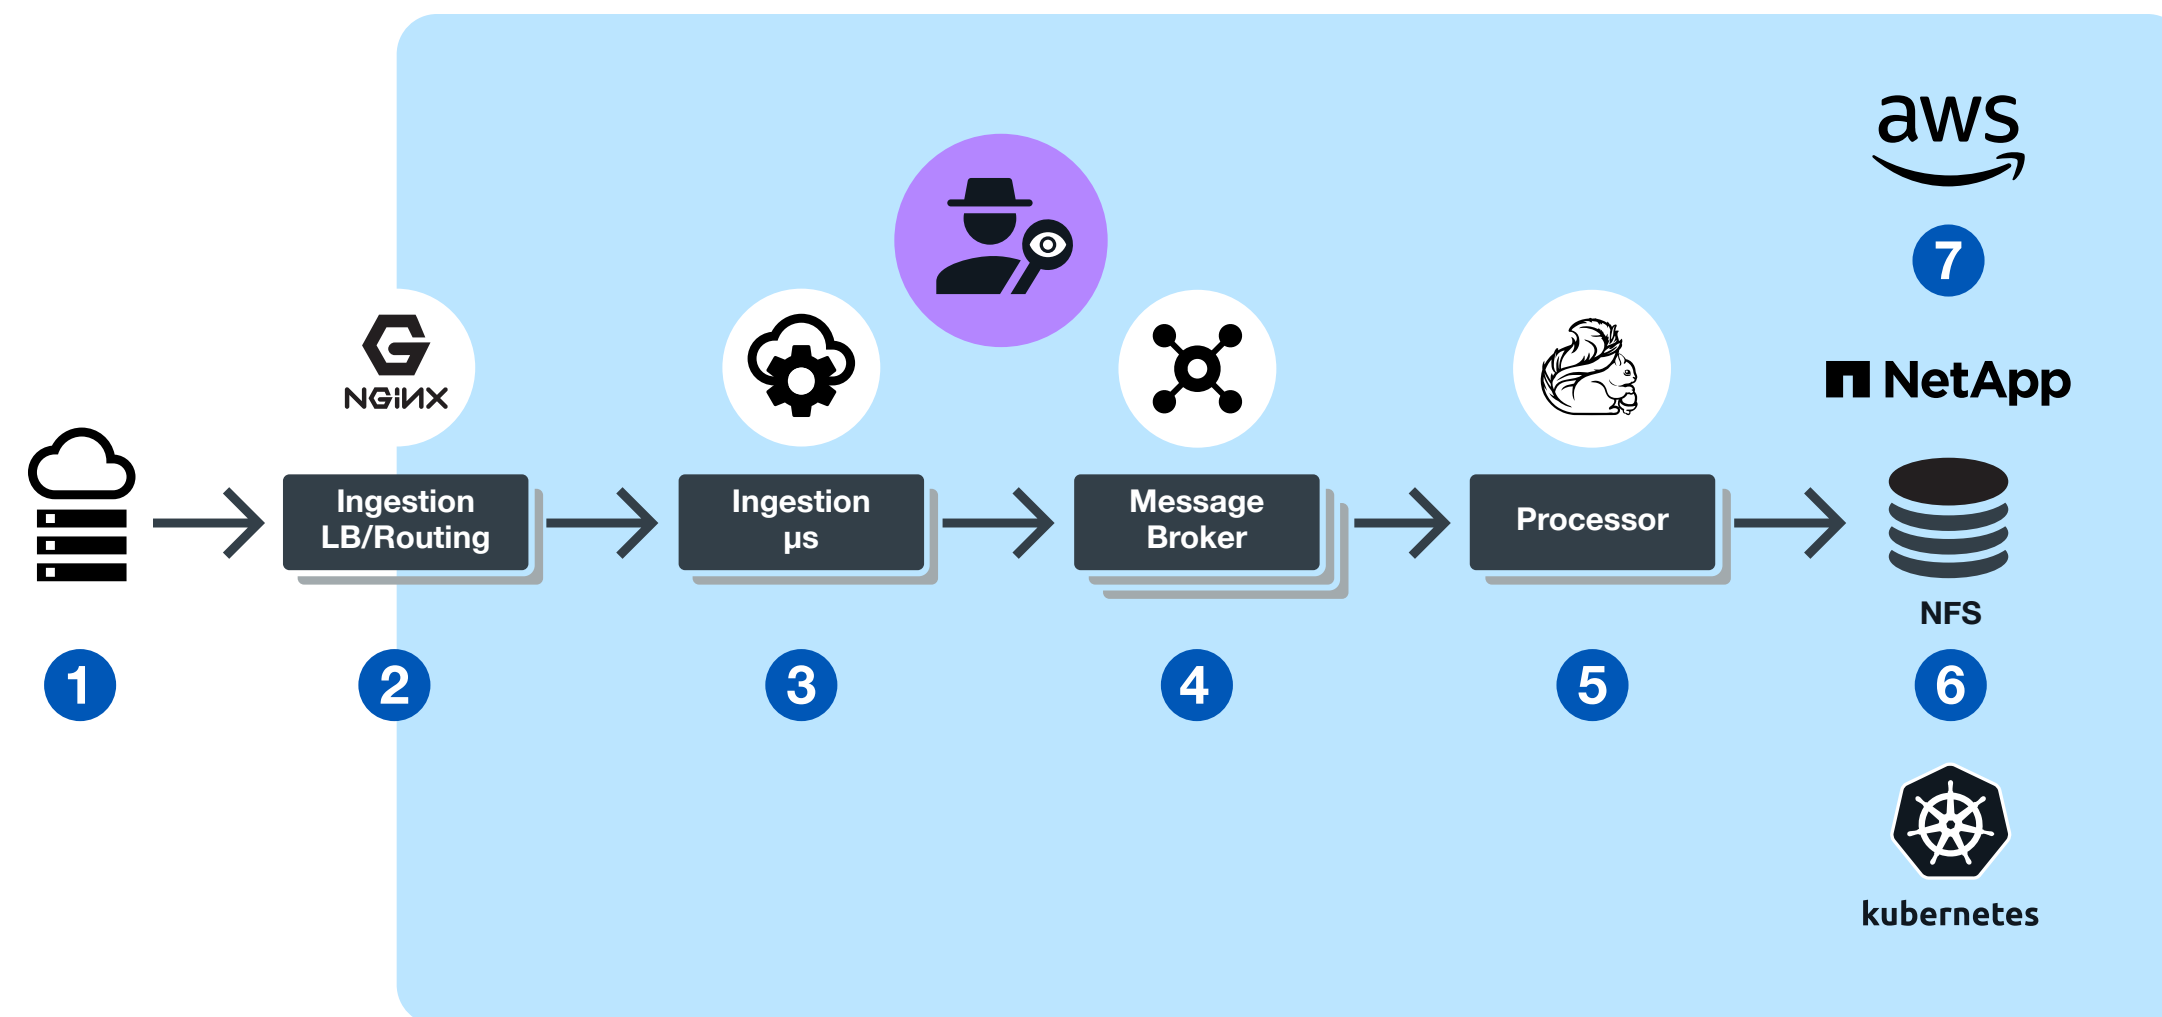 aws
7
NGINX
NetApp
Ingestion
LB/Routing
Ingestion
µs
Message
Broker
Processor
NFS
1
2
3
4
5
6
kubernetes